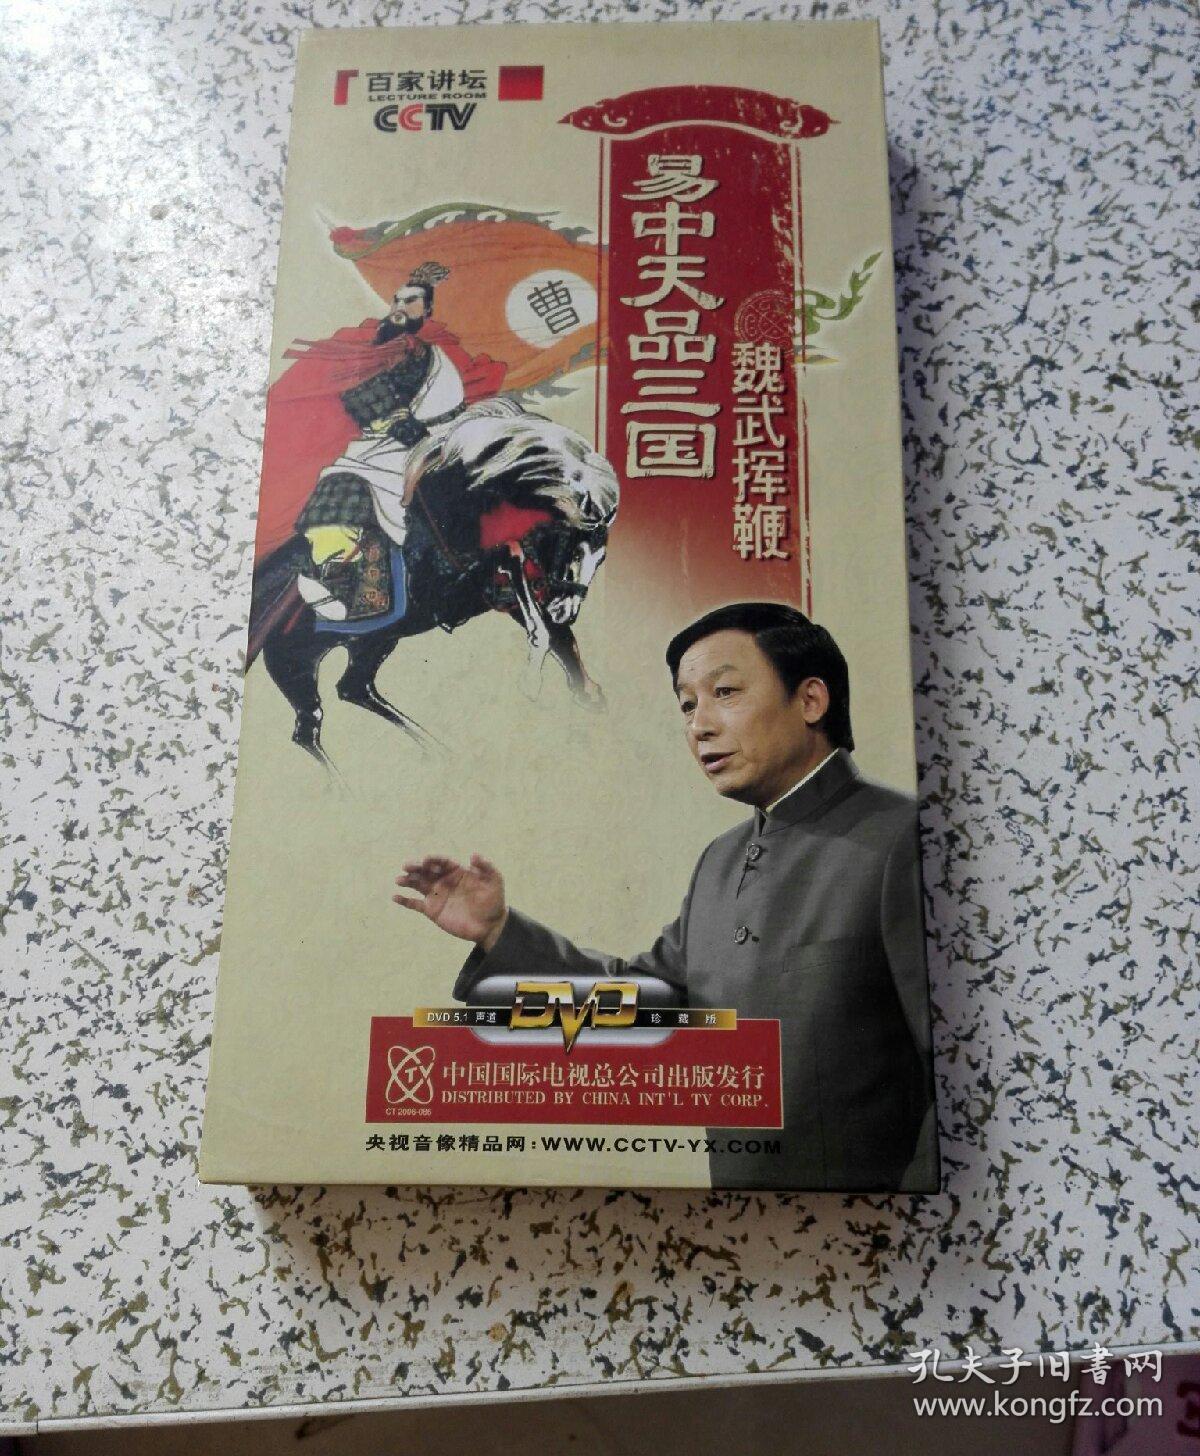 百家讲坛
LECTURE ROOM
CCTV
易中天品三国
魏武挥鞭
曹
DVD 5.1 声道
DVD
珍藏版
中国国际电视总公司出版发行
DISTRIBUTED BY CHINA INT'L TV CORP.
央视音像精品网：WWW.CCTV-YX.COM
孔夫子旧書网
www.kongfz.com